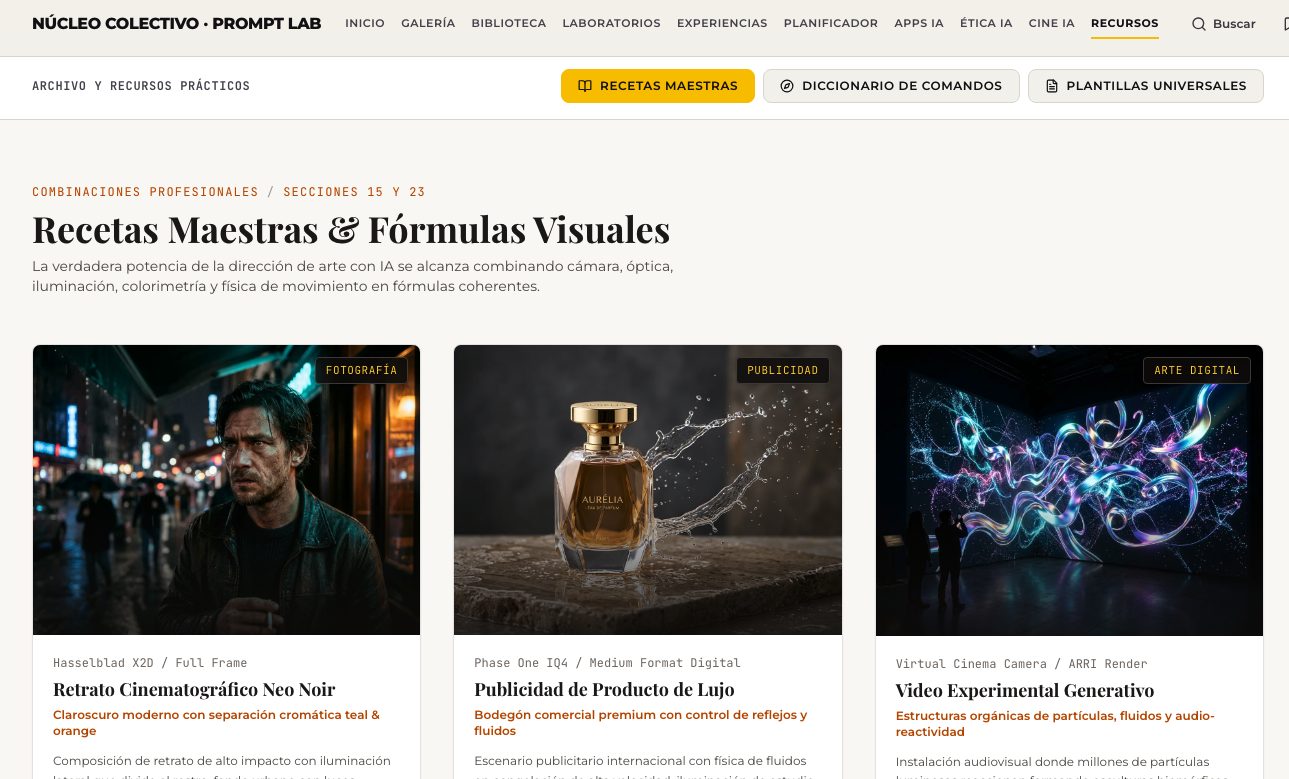 NÚCLEO COLECTIVO · PROMPT LAB
INICIO
GALERÍA
BIBLIOTECA
LABORATORIOS
EXPERIENCIAS
PLANIFICADOR
APPS IA
ÉTICA IA
CINE IA
RECURSOS
Buscar
ARCHIVO Y RECURSOS PRÁCTICOS
RECETAS MAESTRAS
DICCIONARIO DE COMANDOS
PLANTILLAS UNIVERSALES
COMBINACIONES PROFESIONALES / SECCIONES 15 Y 23
Recetas Maestras & Fórmulas Visuales
La verdadera potencia de la dirección de arte con IA se alcanza combinando cámara, óptica,
iluminación, colorimetría y física de movimiento en fórmulas coherentes.
FOTOGRAFÍA
Hasselblad X2D / Full Frame
Retrato Cinematográfico Neo Noir
Claroscuro moderno con separación cromática teal &
orange
Composición de retrato de alto impacto con iluminación
PUBLICIDAD
AURÉLIA
AURÉLIA
EAU DE PARFUM
Phase One IQ4 / Medium Format Digital
Publicidad de Producto de Lujo
Bodegón comercial premium con control de reflejos y
fluidos
Escenario publicitario internacional con física de fluidos
ARTE DIGITAL
Virtual Cinema Camera / ARRI Render
Video Experimental Generativo
Estructuras orgánicas de partículas, fluidos y audio-
reactividad
Instalación audiovisual donde millones de partículas